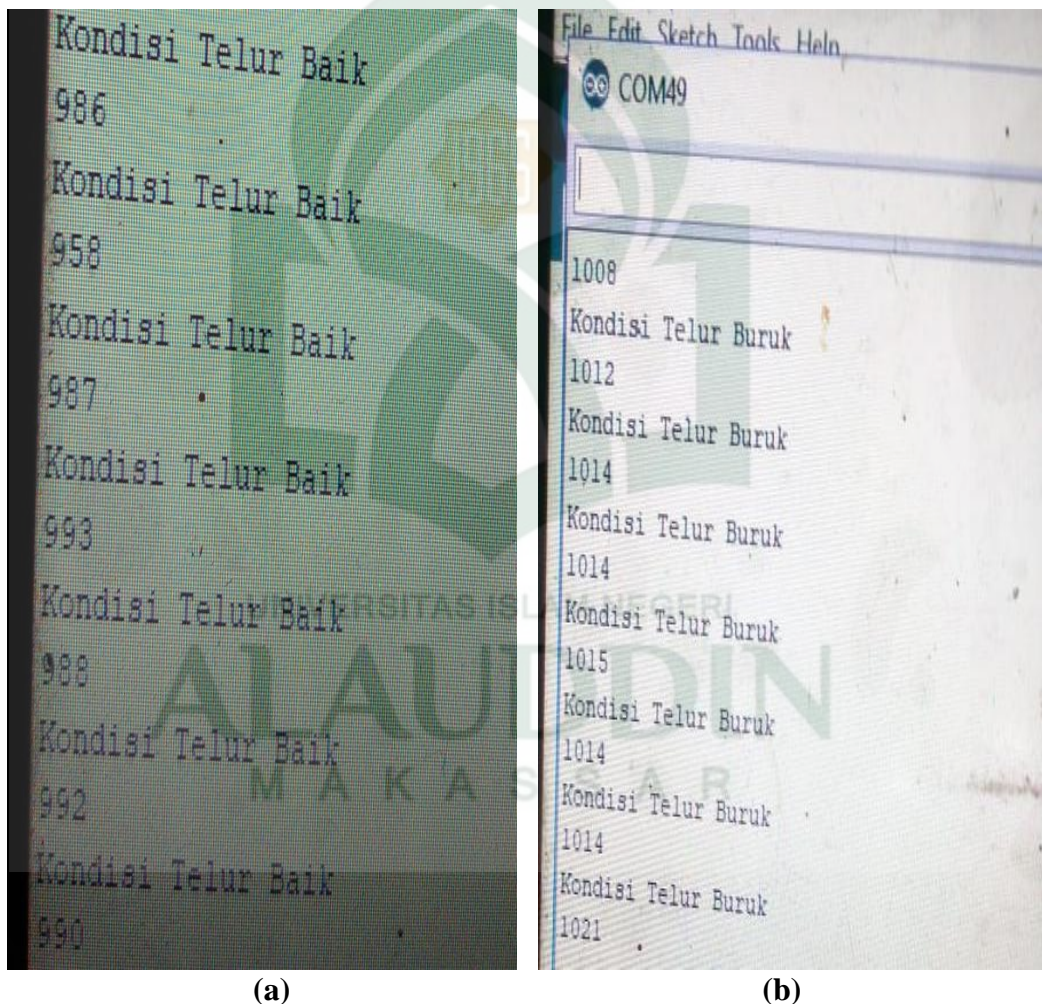 Kondisi Telur Baik
986
Kondisi Telur Baik
958
Kondisi Telur Baik
987
Kondisi Telur Baik
993
Kondisi Telur Baik
988
Kondisi Telur Baik
992
Kondisi Telur Baik
990
(a)
File Edit Sketch Tools Help
COM49
1008
Kondisi Telur Buruk
1012
Kondisi Telur Buruk
1014
Kondisi Telur Buruk
1014
Kondisi Telur Buruk
1015
Kondisi Telur Buruk
1014
Kondisi Telur Buruk
1014
Kondisi Telur Buruk
1021
(b)
UNIVERSITAS ISLAM NEGERI
ALAUDDIN
MAKASSAR